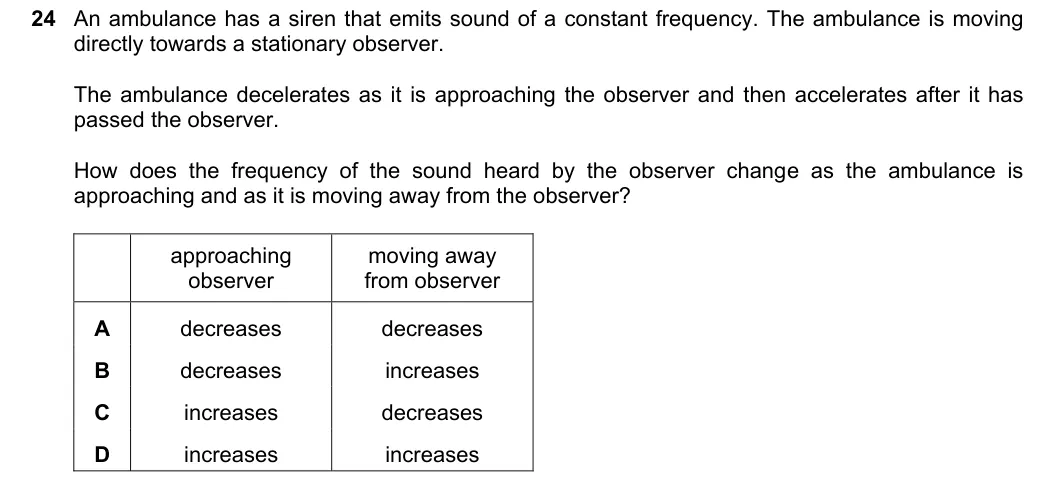 24 An ambulance has a siren that emits sound of a constant frequency. The ambulance is moving
directly towards a stationary observer.
The ambulance decelerates as it is approaching the observer and then accelerates after it has
passed the observer.
How does the frequency of the sound heard by the observer change as the ambulance is
approaching and as it is moving away from the observer?
approaching observer moving away from observer
A decreases decreases
B decreases increases
C increases decreases
D increases increases